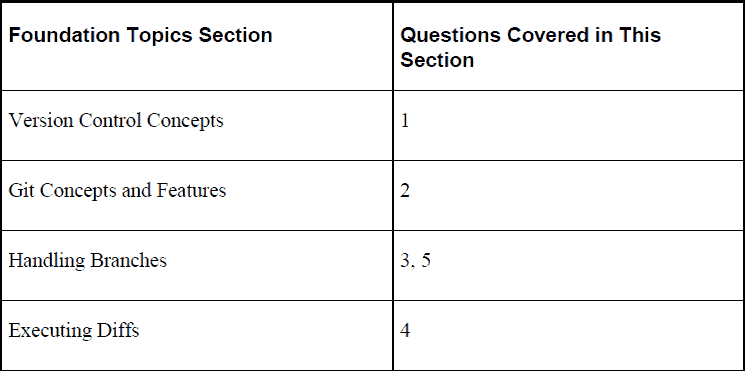 Foundation Topics Section
Questions Covered in This
Section
Version Control Concepts
1
Git Concepts and Features
2
Handling Branches
3, 5
Executing Diffs
4